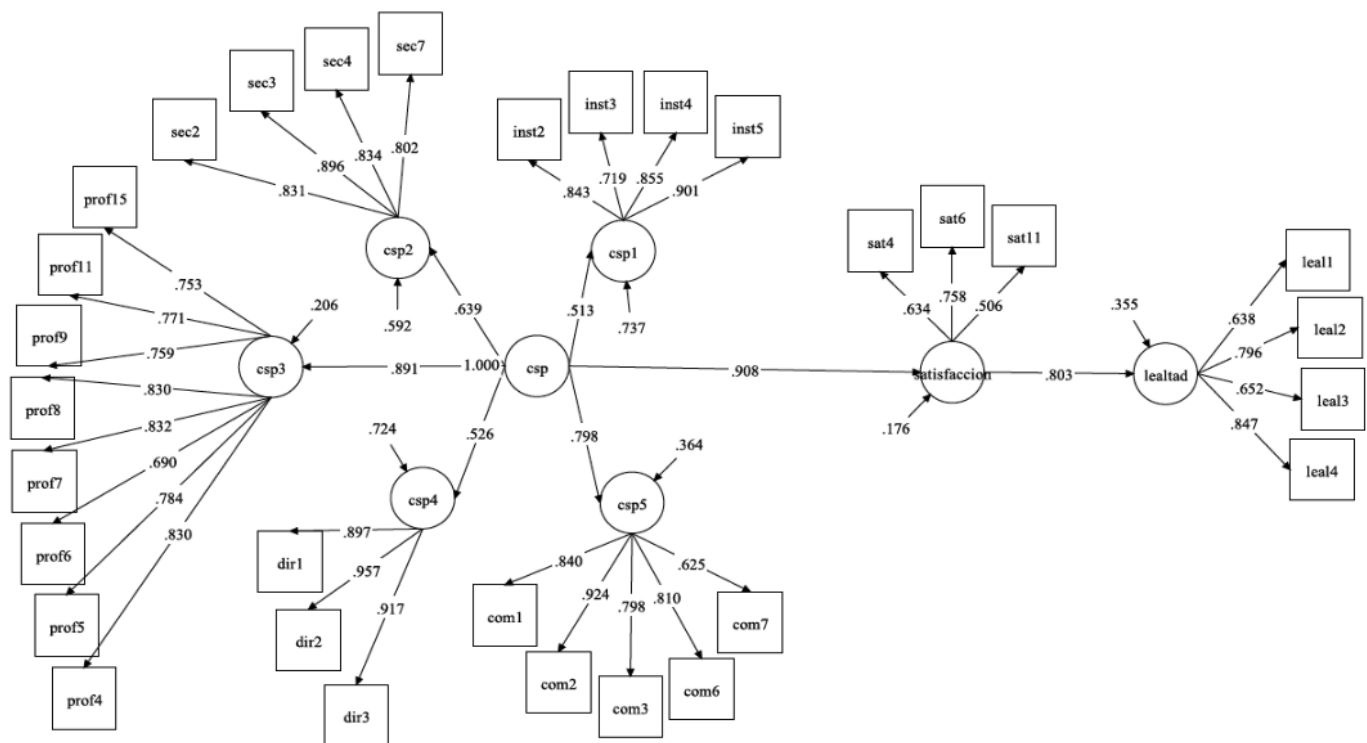 sec7
sec4
sec3
sec2
inst3
inst4
inst2
inst5
.802
.834
.896
.831
.719
.855
.843
.901
prof15
prof11
prof9
prof8
prof7
prof6
prof5
prof4
.753
.771
.759
.830
.832
.690
.784
.830
csp2
csp1
.206
.592
.639
.513
.737
csp3
.891
1.000
csp
.908
sat4
sat6
sat11
.634
.758
.506
satisfaccion
.176
.803
.355
lealtad
.638
.796
.652
.847
leal1
leal2
leal3
leal4
.724
.526
.798
.364
csp4
csp5
.897
.957
.917
dir1
dir2
dir3
.840
.924
.798
.810
.625
com1
com2
com3
com6
com7